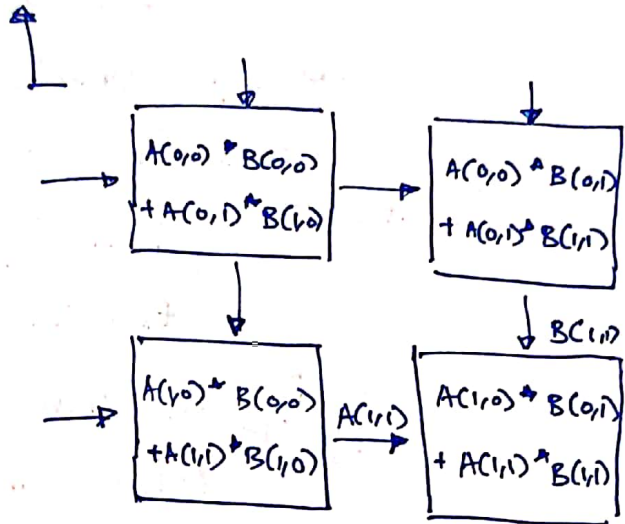 A(0,0) * B(0,0)
+ A(0,1) * B(1,0)
A(0,0) * B(0,1)
+ A(0,1) * B(1,1)
B(1,1)
A(1,0) * B(0,0)
+ A(1,1) * B(1,0)
A(1,1)
A(1,0) * B(0,1)
+ A(1,1) * B(1,1)